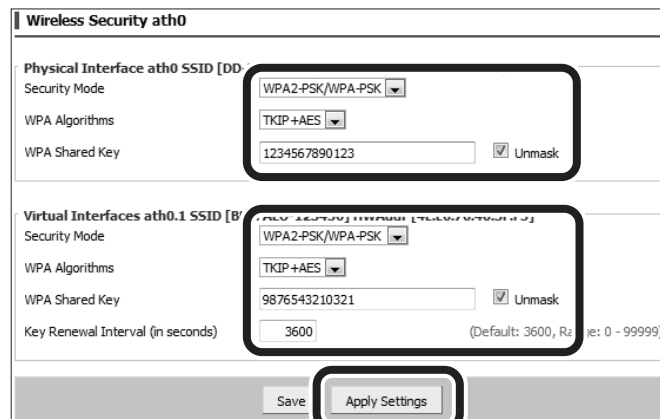 Wireless Security ath0
Physical Interface ath0 SSID [DD-
Security Mode WPA2-PSK/WPA-PSK
WPA Algorithms TKIP+AES
WPA Shared Key 1234567890123 Unmask
Virtual Interfaces ath0.1 SSID
Security Mode WPA2-PSK/WPA-PSK
WPA Algorithms TKIP+AES
WPA Shared Key 9876543210321 Unmask
Key Renewal Interval (in seconds) 3600 (Default: 3600, Range: 0 - 99999)
Save Apply Settings